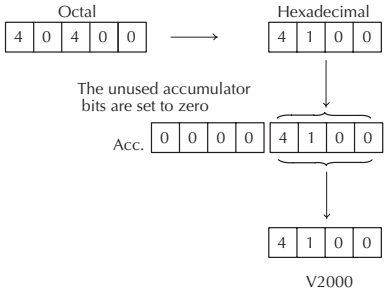 Octal Hexadecimal
4 0 4 0 0 4 1 0 0
The unused accumulator
bits are set to zero
Acc. 0 0 0 0 4 1 0 0
4 1 0 0
V2000